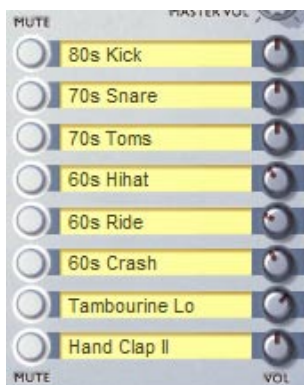 MASTER VOL
MUTE
80s Kick
70s Snare
70s Toms
60s Hihat
60s Ride
60s Crash
Tambourine Lo
Hand Clap II
MUTE VOL